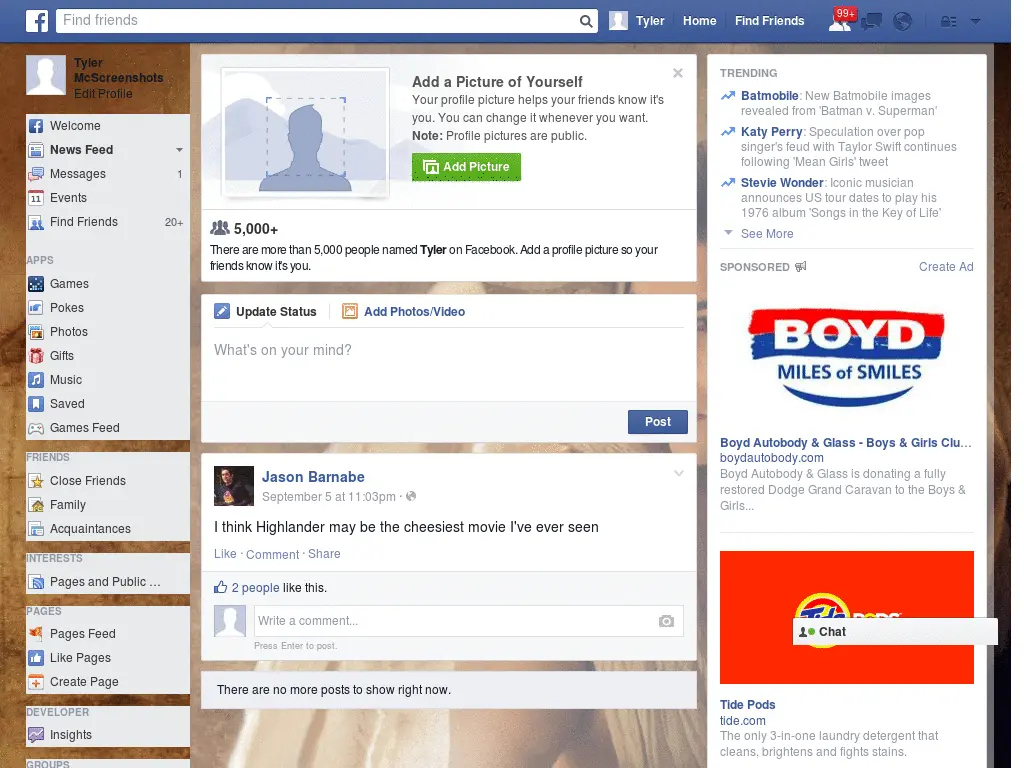 Find friends
Tyler
Home
Find Friends
99+
Tyler
McScreenshots
Edit Profile
Welcome
News Feed
Messages 1
11 Events
Find Friends 20+
APPS
Games
Pokes
Photos
Gifts
Music
Saved
Games Feed
FRIENDS
Close Friends
Family
Acquaintances
INTERESTS
Pages and Public ...
PAGES
Pages Feed
Like Pages
Create Page
DEVELOPER
Insights
GROUPS
Add a Picture of Yourself
Your profile picture helps your friends know it's
you. You can change it whenever you want.
Note: Profile pictures are public.
Add Picture
5,000+
There are more than 5,000 people named Tyler on Facebook. Add a profile picture so your
friends know it's you.
Update Status
Add Photos/Video
What's on your mind?
Post
Jason Barnabe
September 5 at 11:03pm ·
I think Highlander may be the cheesiest movie I've ever seen
Like · Comment · Share
2 people like this.
Write a comment...
Press Enter to post.
There are no more posts to show right now.
TRENDING
Batmobile: New Batmobile images
revealed from 'Batman v. Superman'
Katy Perry: Speculation over pop
singer's feud with Taylor Swift continues
following 'Mean Girls' tweet
Stevie Wonder: Iconic musician
announces US tour dates to play his
1976 album 'Songs in the Key of Life'
See More
SPONSORED
Create Ad
BOYD
MILES of SMILES
Boyd Autobody & Glass - Boys & Girls Clu...
boydautobody.com
Boyd Autobody & Glass is donating a fully
restored Dodge Grand Caravan to the Boys &
Girls...
Tide PODS
Chat
Tide Pods
tide.com
The only 3-in-one laundry detergent that
cleans, brightens and fights stains.